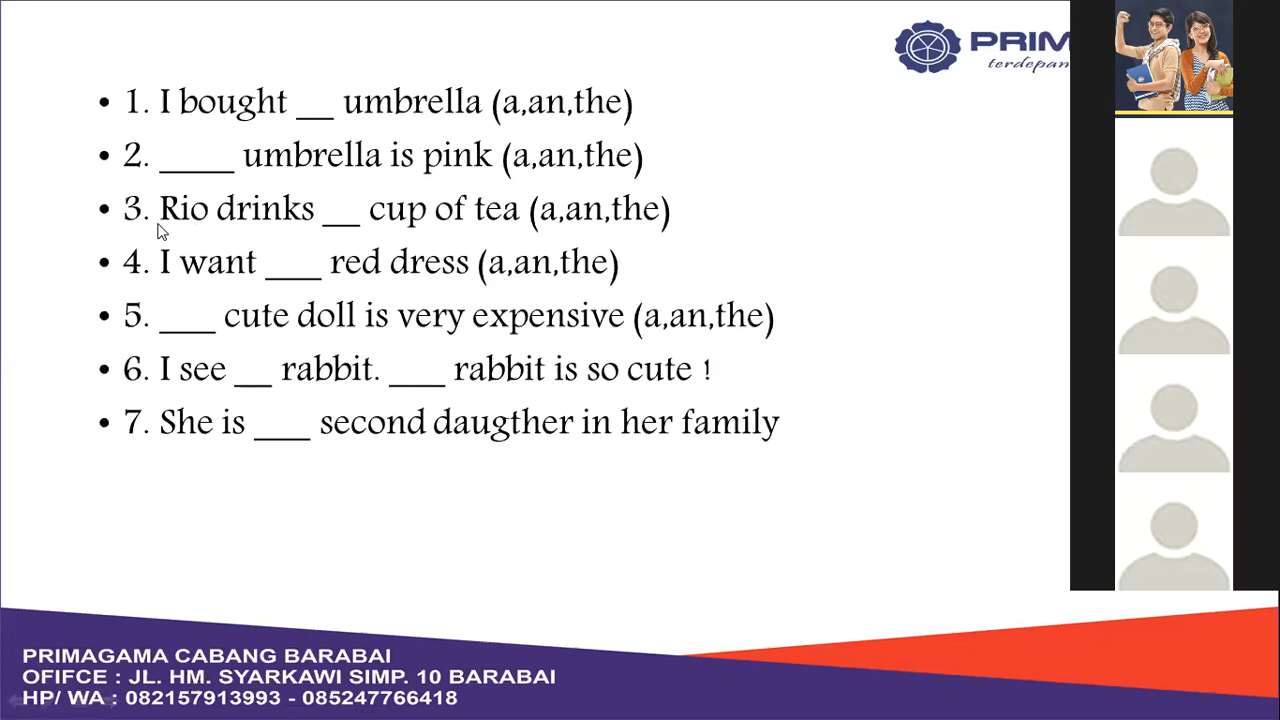 PRIM
terdepan
• 1. I bought __ umbrella (a,an,the)
• 2. ____ umbrella is pink (a,an,the)
• 3. Rio drinks __ cup of tea (a,an,the)
• 4. I want ___ red dress (a,an,the)
• 5. ___ cute doll is very expensive (a,an,the)
• 6. I see __ rabbit. ___ rabbit is so cute !
• 7. She is ___ second daugther in her family
PRIMAGAMA CABANG BARABAI
OFIFCE : JL. HM. SYARKAWI SIMP. 10 BARABAI
HP/ WA : 082157913993 - 085247766418